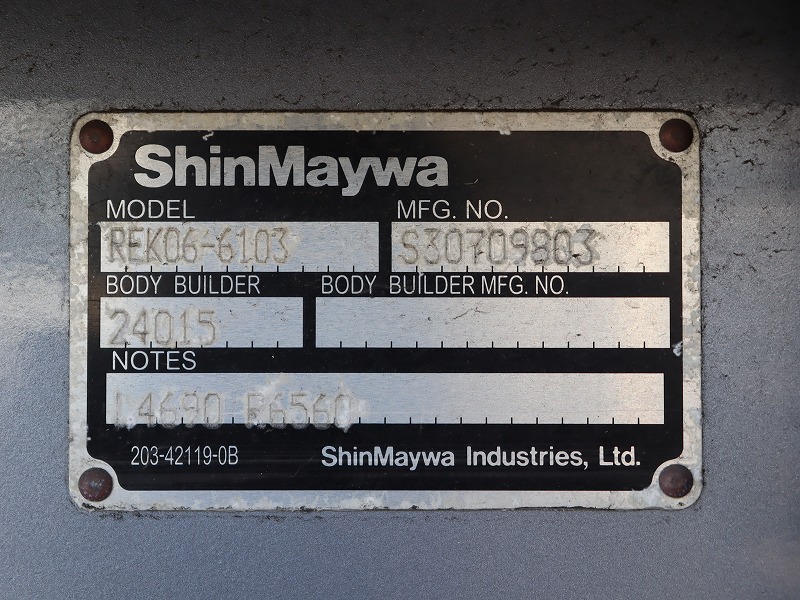 ShinMaywa
MODEL MFG. NO.
REK06-6103 S30709803
BODY BUILDER BODY BUILDER MFG. NO.
24015
NOTES
L4690 F6560
203-42119-0B ShinMaywa Industries, Ltd.